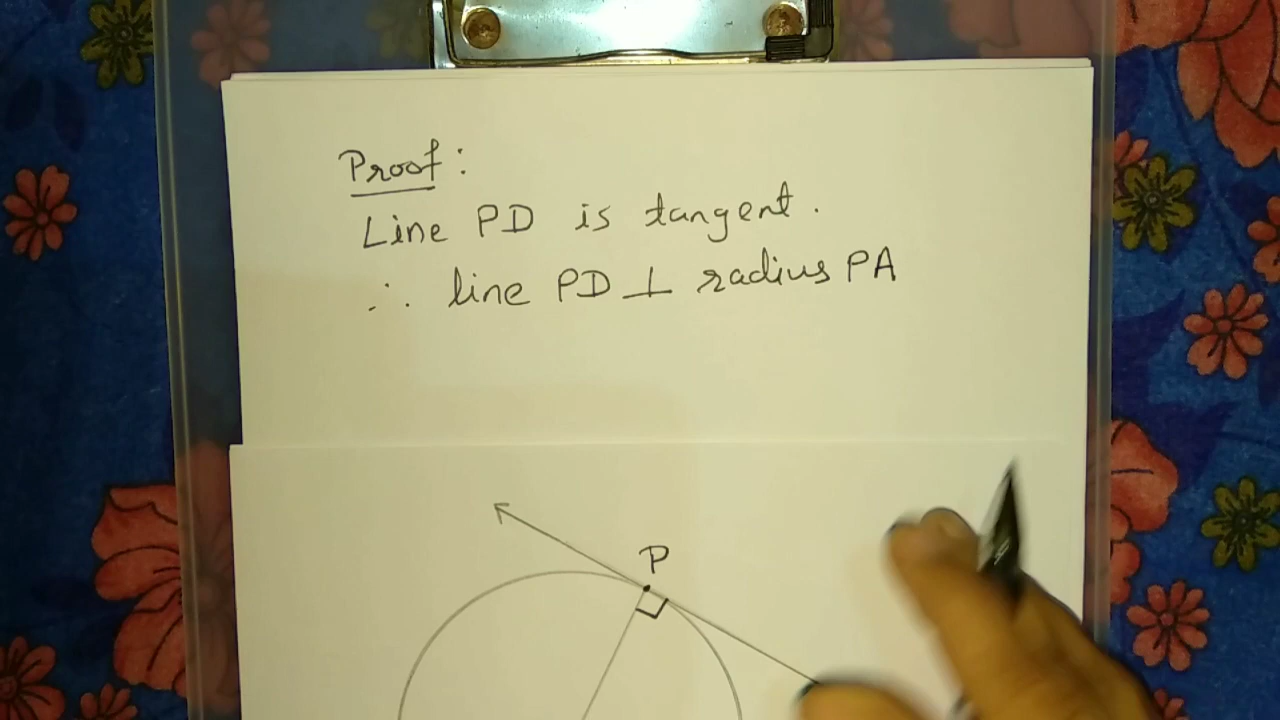 Proof :
Line PD is tangent .
∴ line PD ⊥ radius PA
P